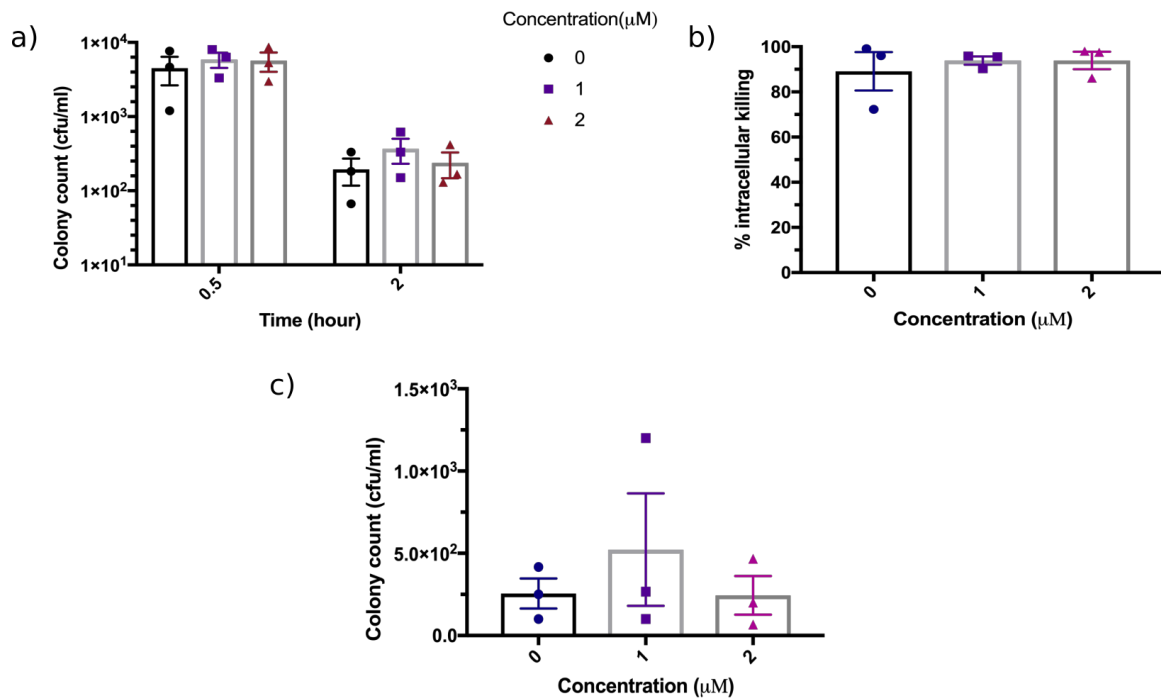 a)
Colony count (cfu/ml)
1×10⁴
1×10³
1×10²
1×10¹
0.5
2
Time (hour)
Concentration(μM)
0
1
2
b)
% intracellular killing
100
80
60
40
20
0
0
1
2
Concentration (μM)
c)
Colony count (cfu/ml)
1.5×10³
1.0×10³
5.0×10²
0.0
0
1
2
Concentration (μM)